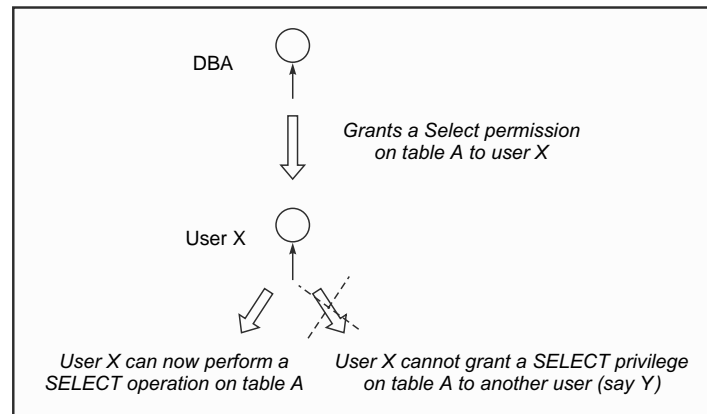 DBA
Grants a Select permission
on table A to user X
User X
User X can now perform a
SELECT operation on table A
User X cannot grant a SELECT privilege
on table A to another user (say Y)